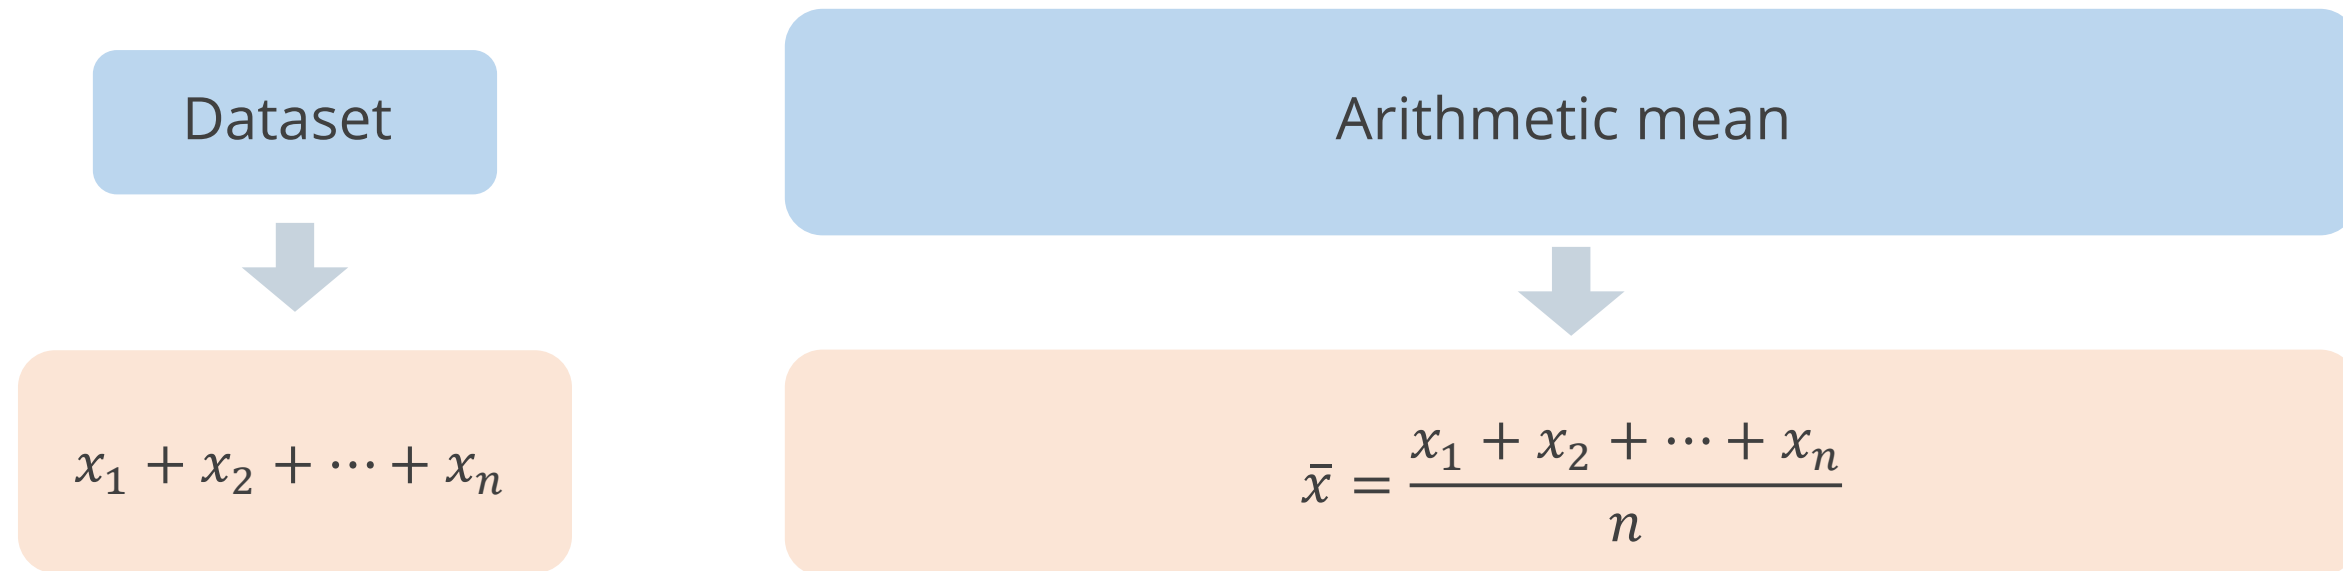 Dataset
Arithmetic mean
x₁ + x₂ + ⋯ + xₙ
x̄ = (x₁ + x₂ + ⋯ + xₙ) / n